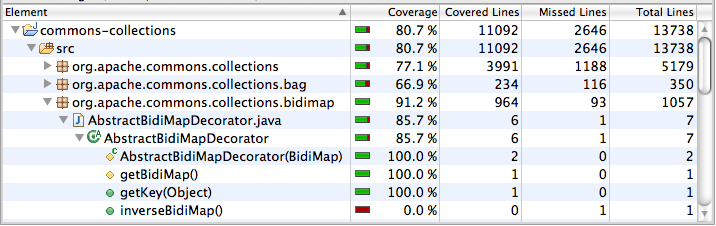 Element Coverage Covered Lines Missed Lines Total Lines
commons-collections 80.7 % 11092 2646 13738
src 80.7 % 11092 2646 13738
org.apache.commons.collections 77.1 % 3991 1188 5179
org.apache.commons.collections.bag 66.9 % 234 116 350
org.apache.commons.collections.bidimap 91.2 % 964 93 1057
AbstractBidiMapDecorator.java 85.7 % 6 1 7
AbstractBidiMapDecorator 85.7 % 6 1 7
AbstractBidiMapDecorator(BidiMap) 100.0 % 2 0 2
getBidiMap() 100.0 % 1 0 1
getKey(Object) 100.0 % 1 0 1
inverseBidiMap() 0.0 % 0 1 1